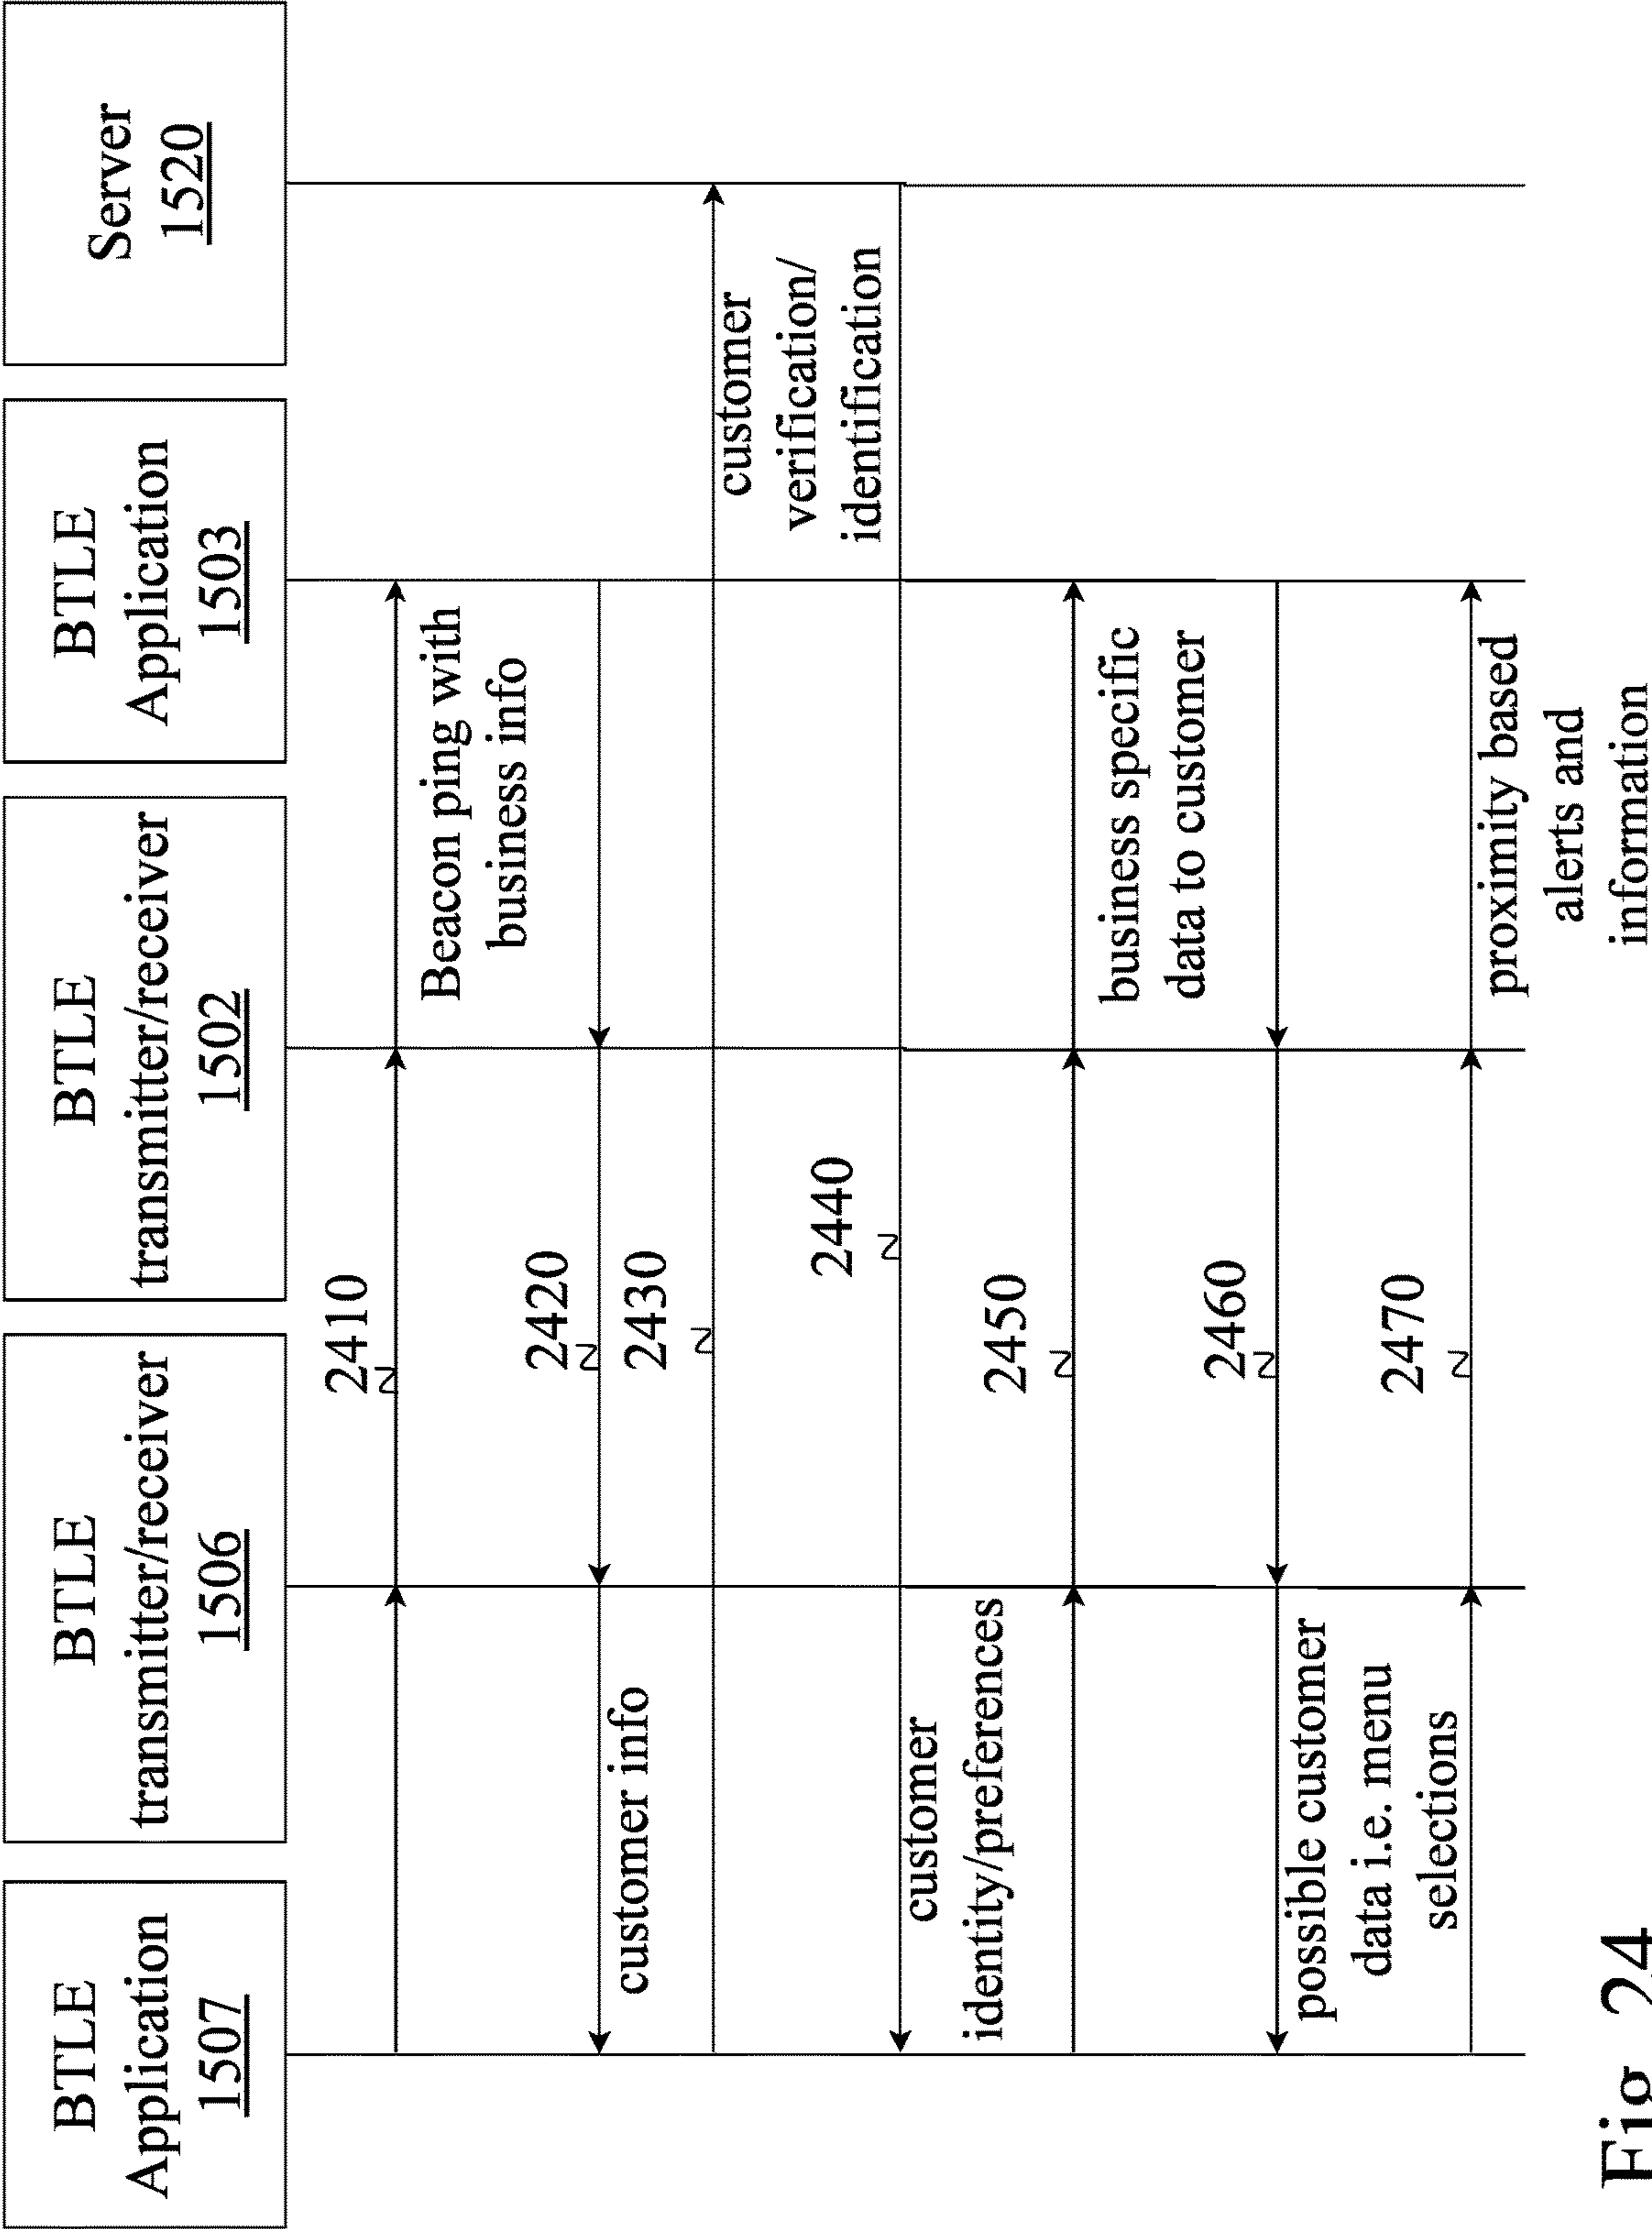 BTLE
Application
1507
BTLE
transmitter/receiver
1506
BTLE
transmitter/receiver
1502
BTLE
Application
1503
Server
1520
2410
Beacon ping with
business info
2420
customer info
2430
customer
verification/
identification
2440
customer
identity/preferences
2450
business specific
data to customer
2460
possible customer
data i.e. menu
selections
2470
proximity based
alerts and
information
Fig. 24